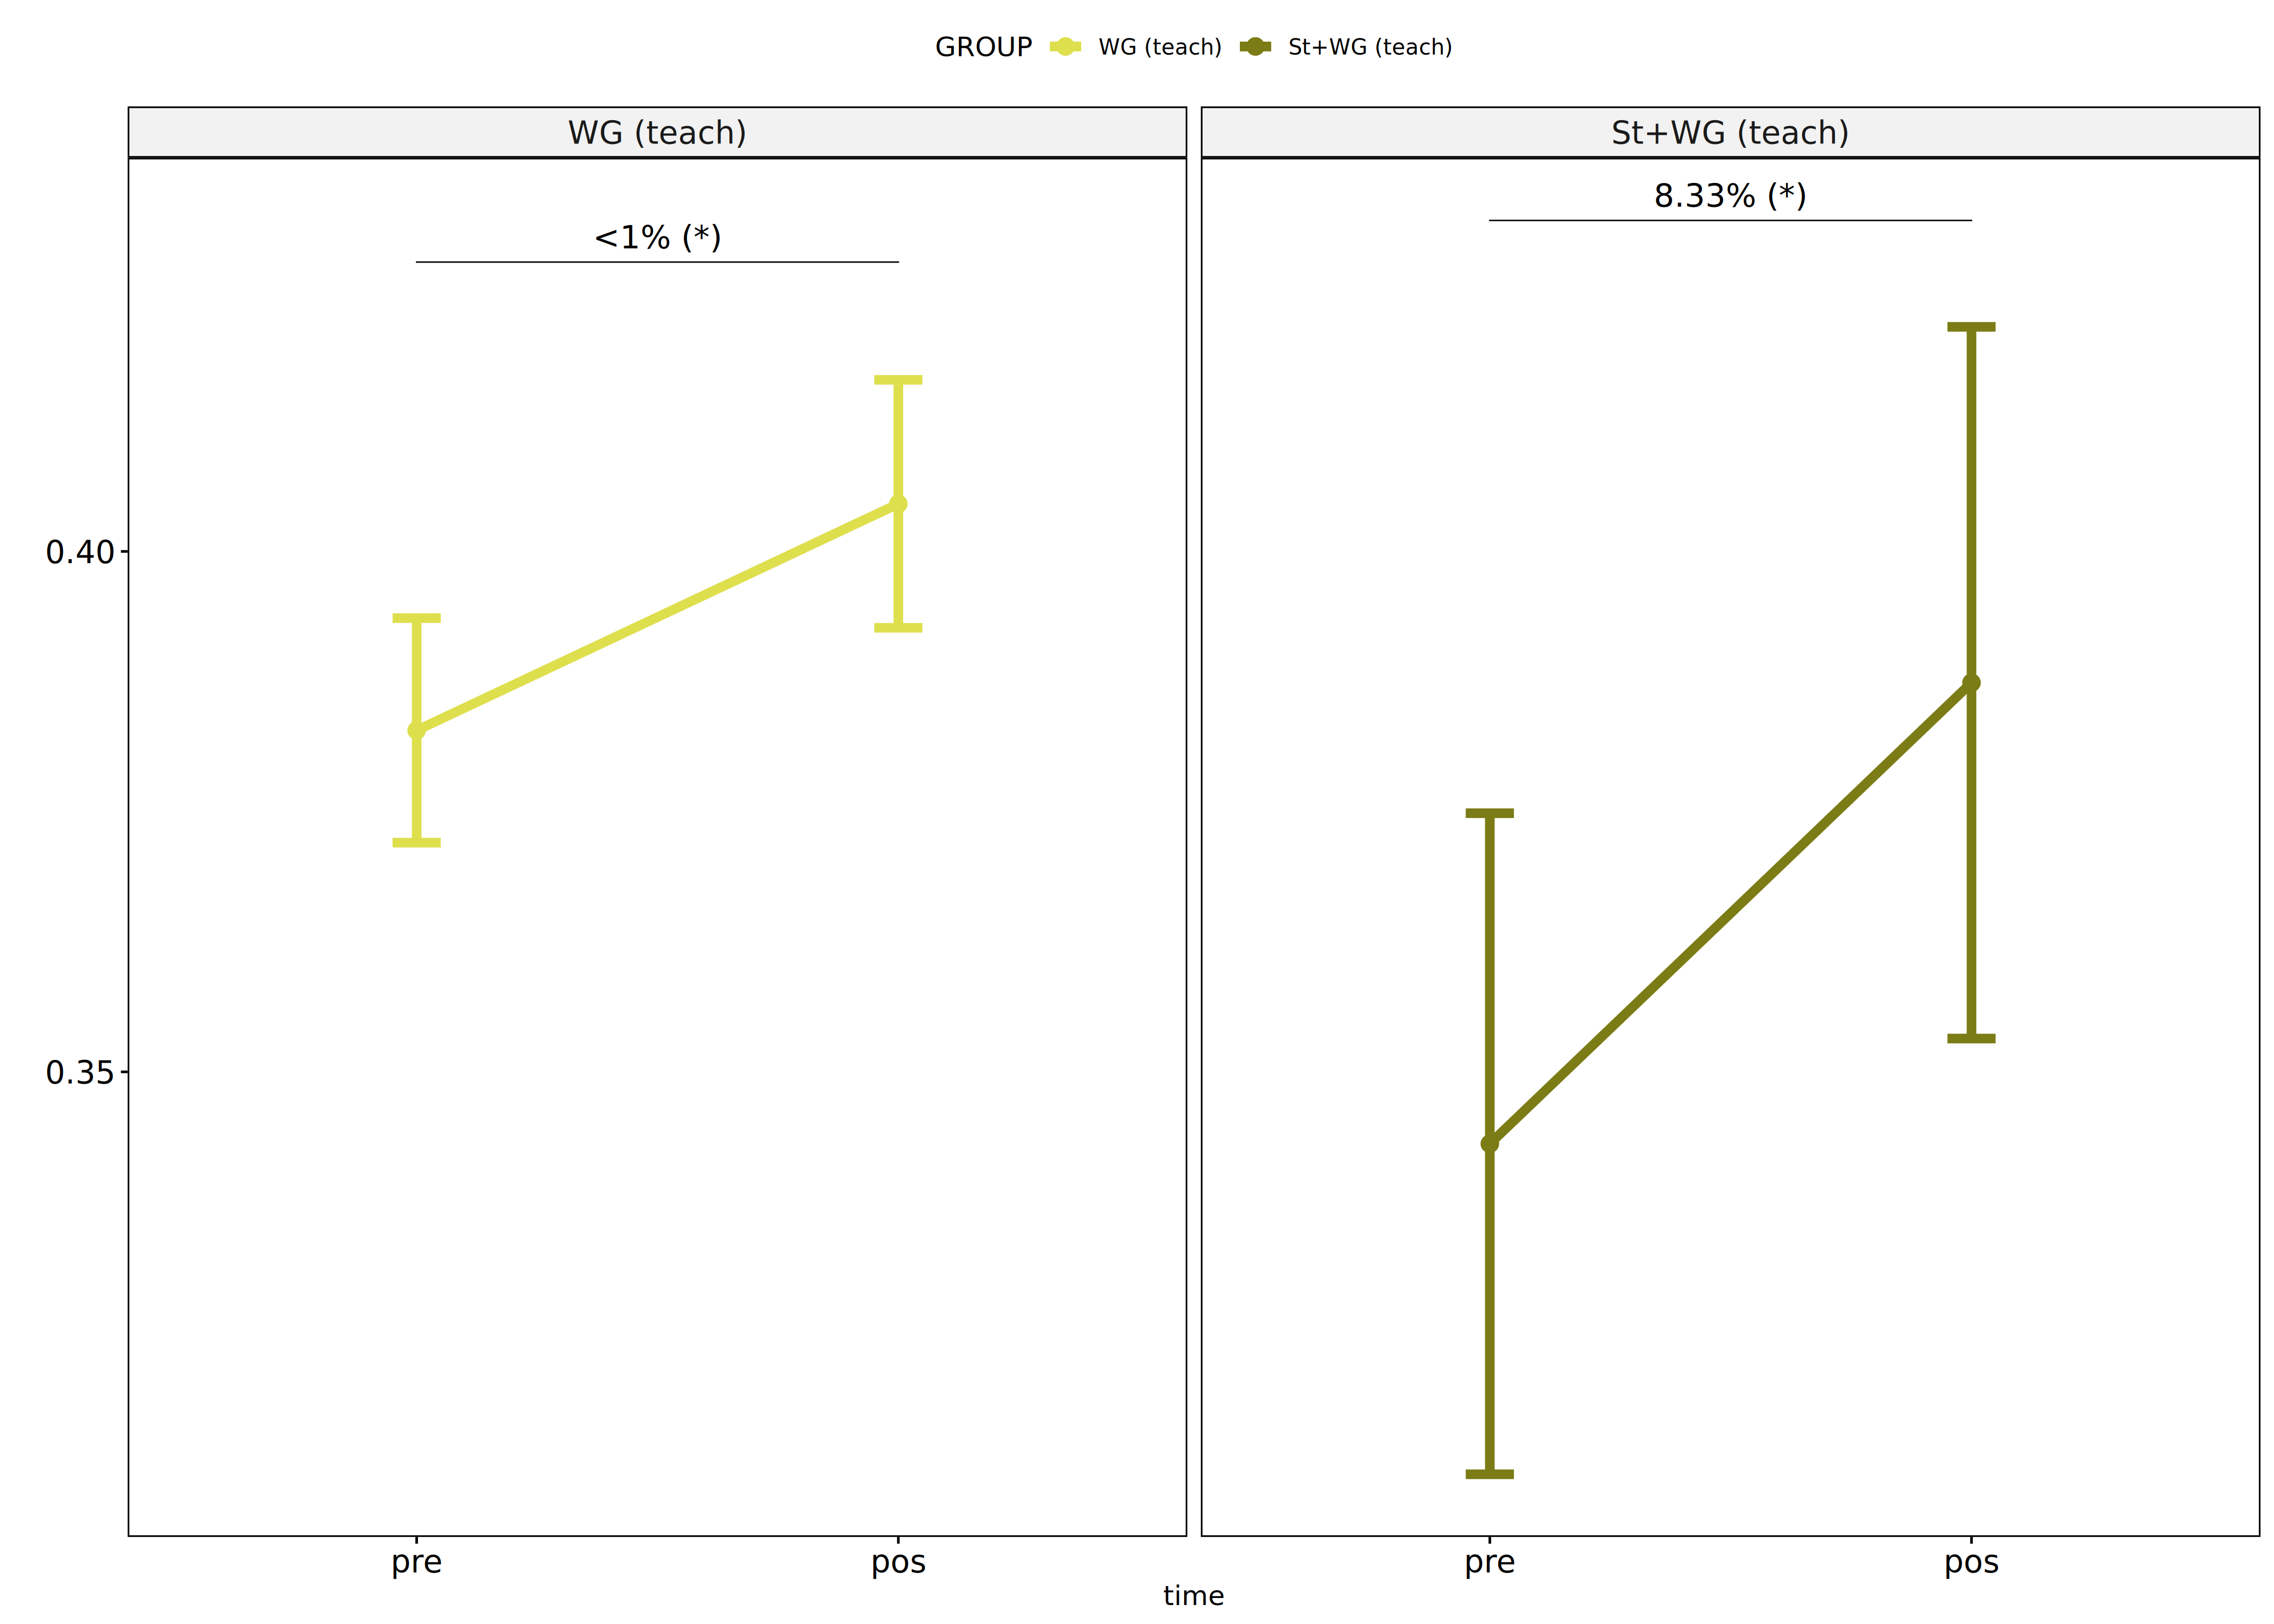 GROUP WG (teach) St+WG (teach)
WG (teach)
St+WG (teach)
<1% (*)
8.33% (*)
0.40
0.35
pre pos
pre pos
time